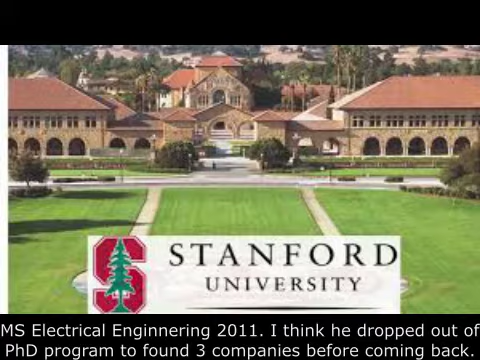 S
STANFORD
UNIVERSITY
MS Electrical Enginnering 2011. I think he dropped out of
PhD program to found 3 companies before coming back.